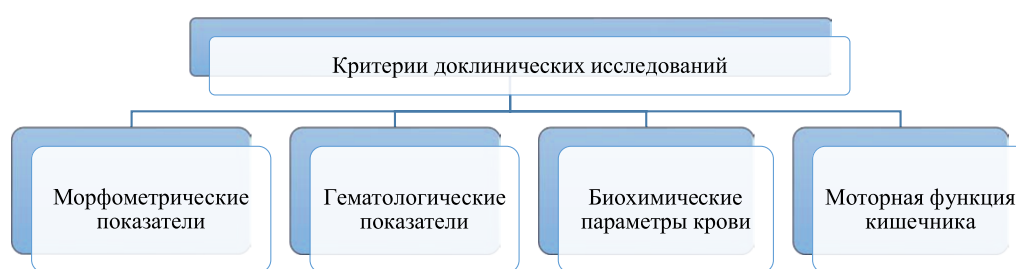 Критерии доклинических исследований
Морфометрические
показатели
Гематологические
показатели
Биохимические
параметры крови
Моторная функция
кишечника